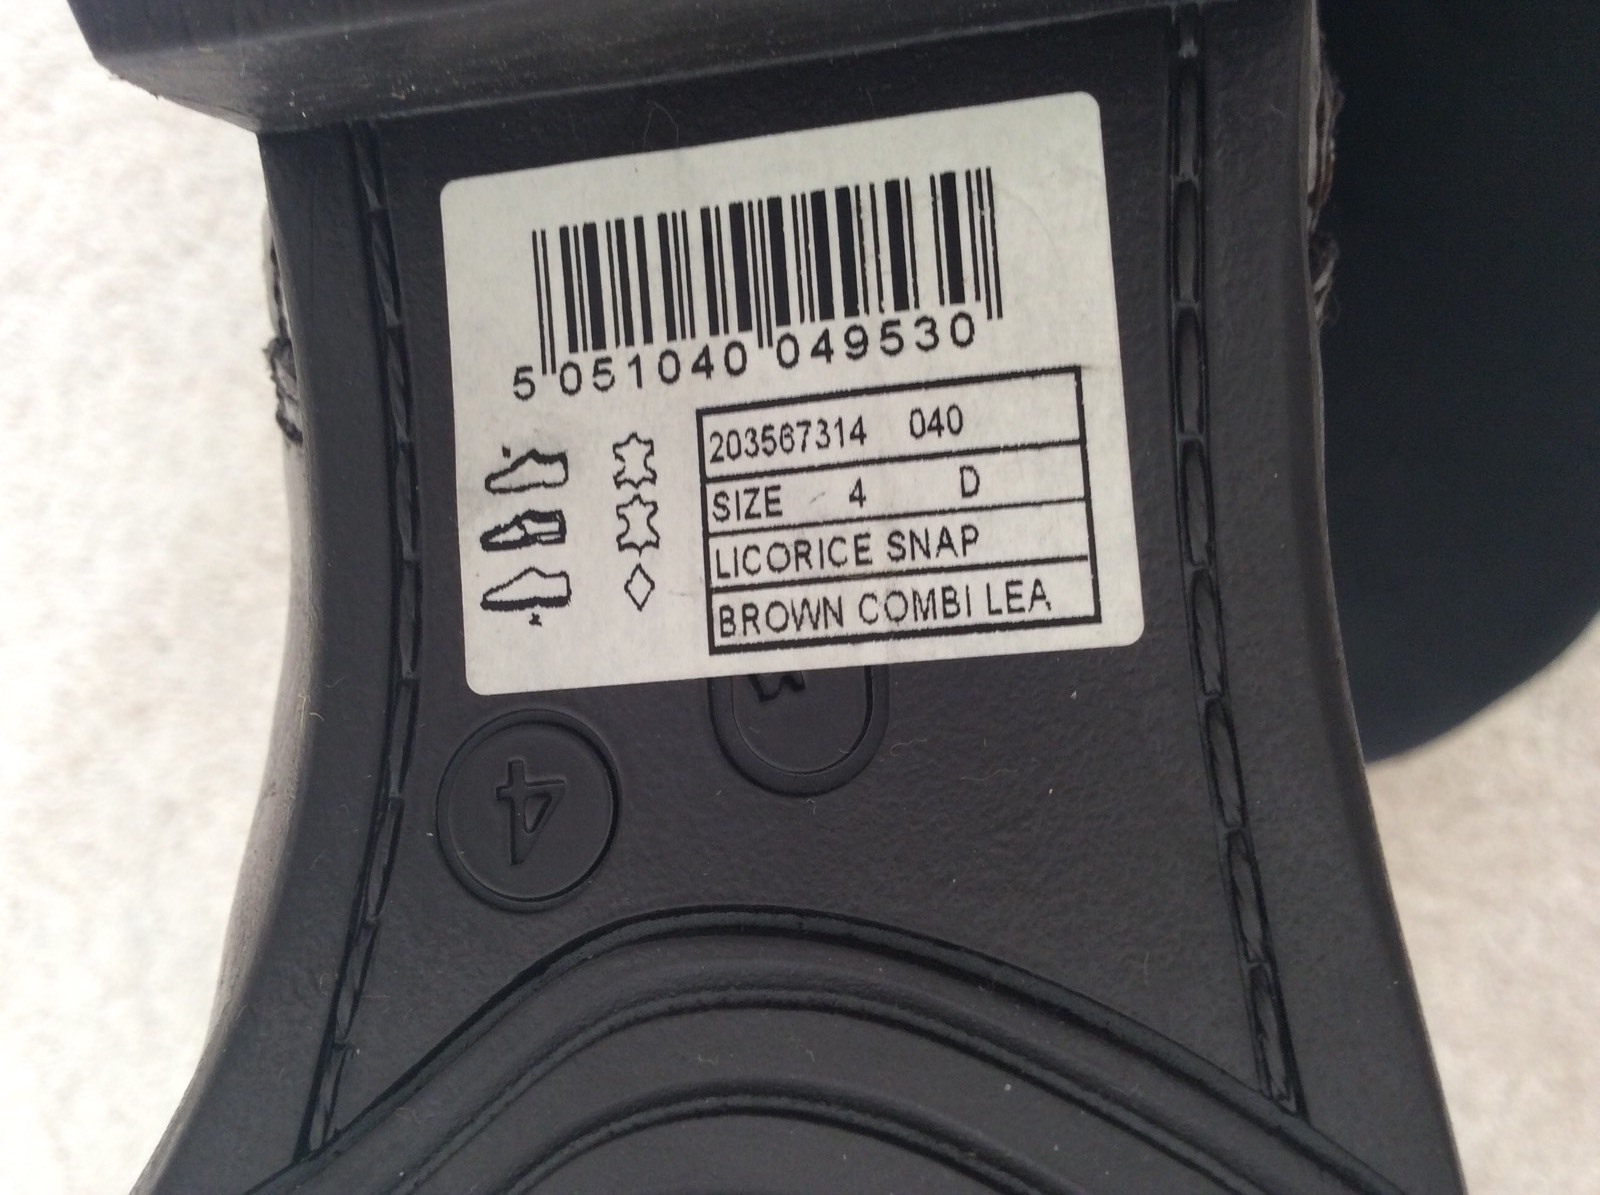 5 051040 049530
203567314 040
SIZE 4 D
LICORICE SNAP
BROWN COMBI LEA
4